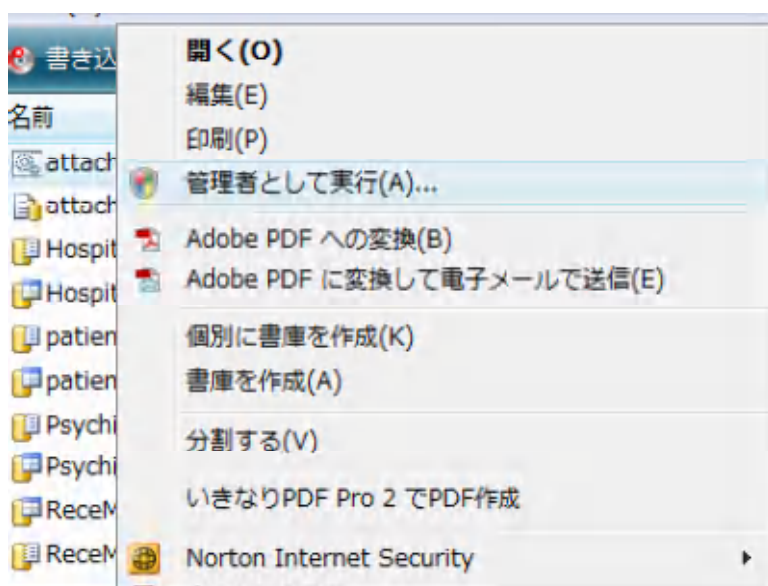 書き込
名前
attach
attach
Hospit
Hospit
patien
patien
Psychi
Psychi
ReceM
ReceM
開く(O)
編集(E)
印刷(P)
管理者として実行(A)...
Adobe PDF への変換(B)
Adobe PDF に変換して電子メールで送信(E)
個別に書庫を作成(K)
書庫を作成(A)
分割する(V)
いきなりPDF Pro 2 でPDF作成
Norton Internet Security